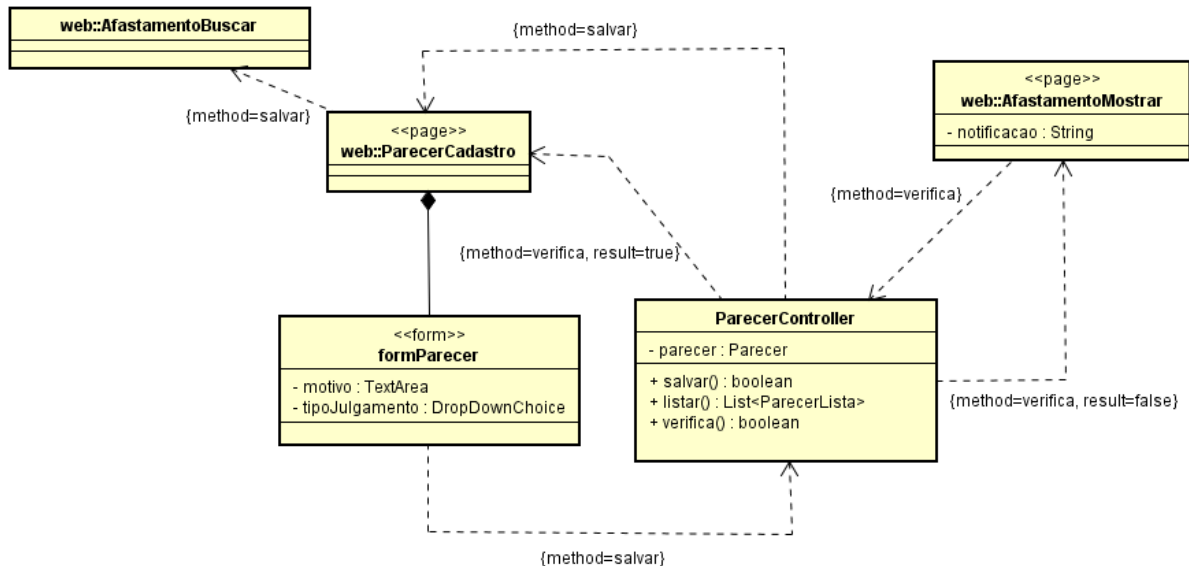 web::AfastamentoBuscar
{method=salvar}
{method=salvar}
<<page>>
web::AfastamentoMostrar
- notificacao : String
<<page>>
web::ParecerCadastro
{method=verifica}
{method=verifica, result=true}
<<form>>
formParecer
- motivo : TextArea
- tipoJulgamento : DropDownChoice
ParecerController
- parecer : Parecer
+ salvar() : boolean
+ listar() : List<ParecerLista>
+ verifica() : boolean
{method=verifica, result=false}
{method=salvar}